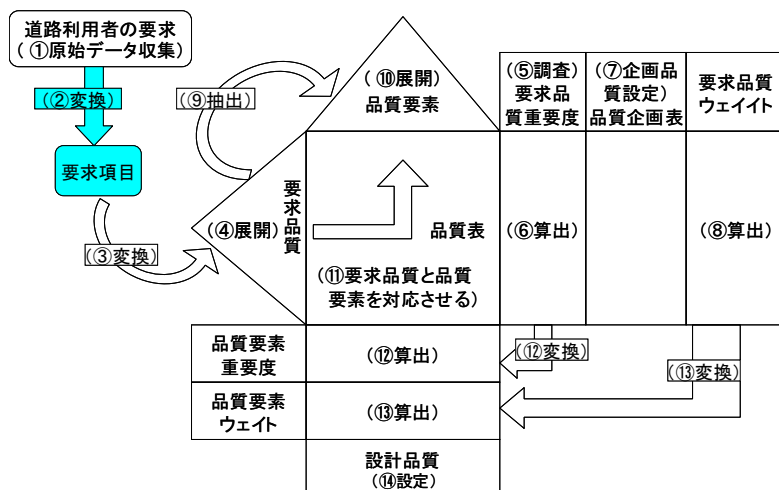 道路利用者の要求
(①原始データ収集)
(②変換)
要求項目
(③変換)
(④展開)
要求品質
(⑨抽出)
(⑩展開)
品質要素
(⑤調査)
要求品
質重要度
(⑦企画品
質設定)
品質企画表
要求品質
ウェイイト
品質表
(⑪要求品質と品質
要素を対応させる)
(⑥算出)
(⑧算出)
品質要素
重要度
(⑫算出)
(⑫変換)
(⑬変換)
品質要素
ウェイト
(⑬算出)
設計品質
(⑭設定)